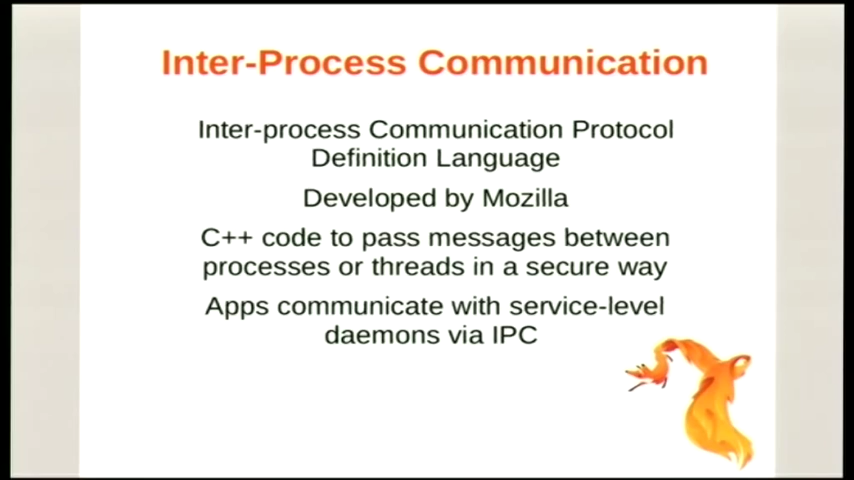 Inter-Process Communication
Inter-process Communication Protocol
Definition Language
Developed by Mozilla
C++ code to pass messages between
processes or threads in a secure way
Apps communicate with service-level
daemons via IPC